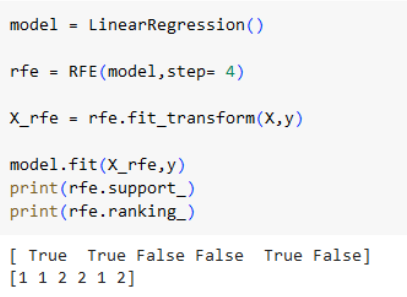 model = LinearRegression()
rfe = RFE(model,step= 4)
X_rfe = rfe.fit_transform(X,y)
model.fit(X_rfe,y)
print(rfe.support_)
print(rfe.ranking_)
[ True  True False False  True False]
[1 1 2 2 1 2]